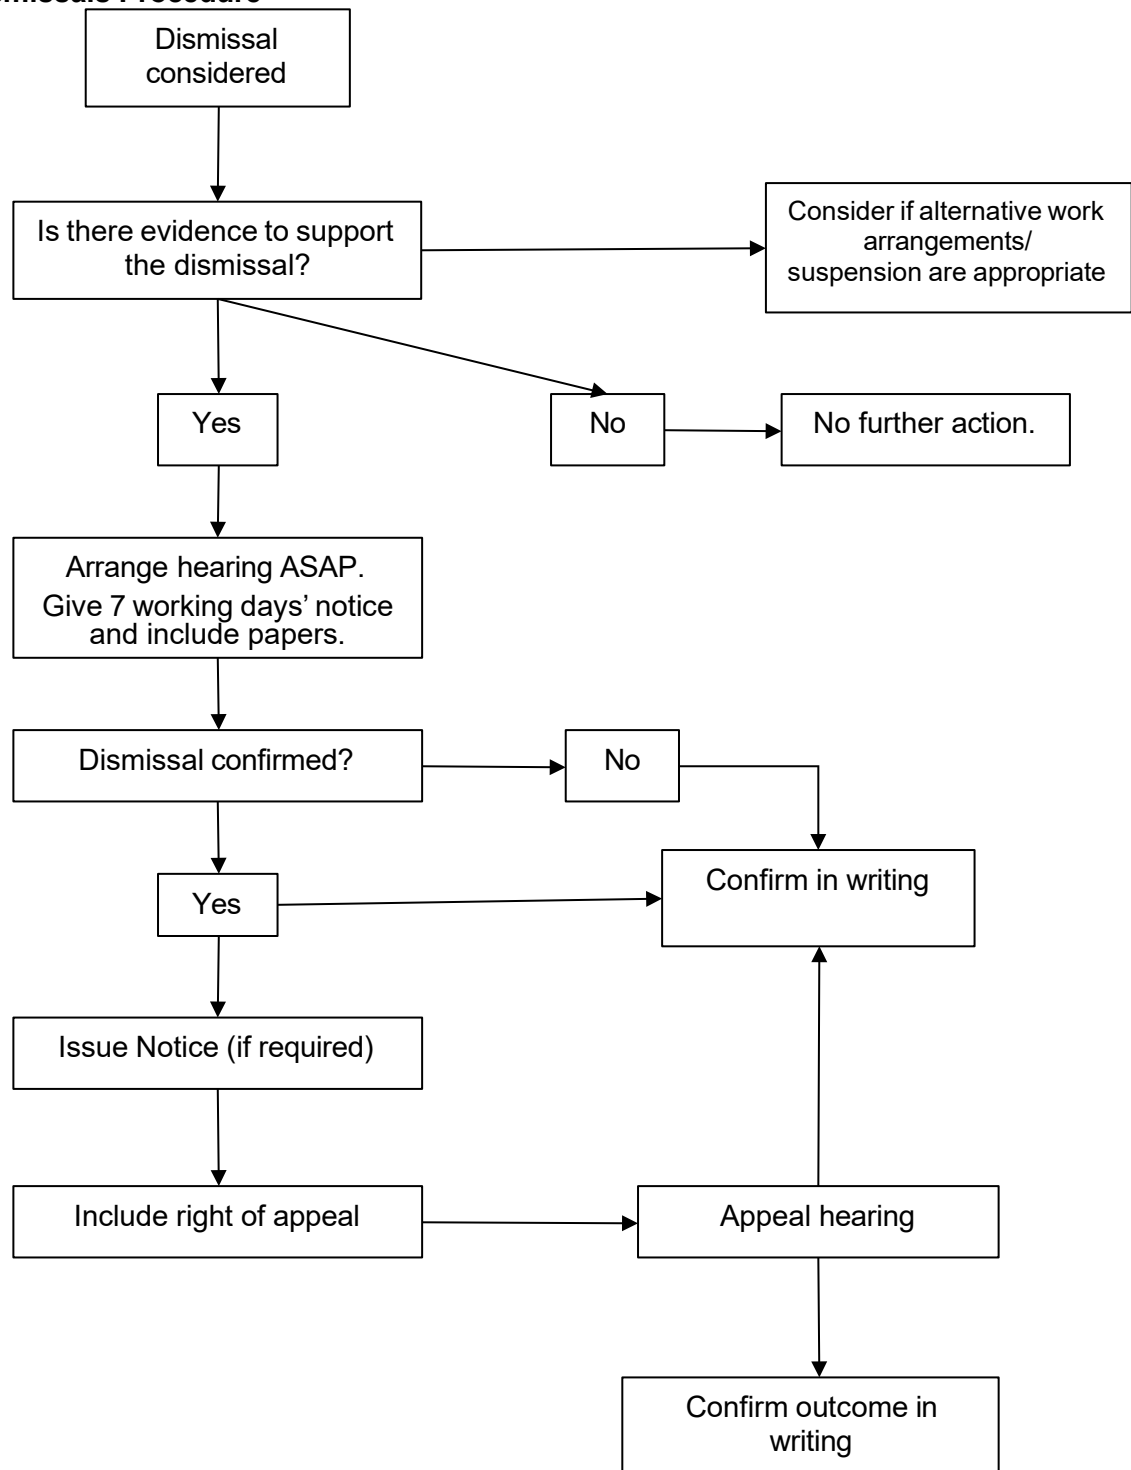 Procedure
Dismissal
considered
Is there evidence to support
the dismissal?
Consider if alternative work
arrangements/
suspension are appropriate
Yes
No
No further action.
Arrange hearing ASAP.
Give 7 working days’ notice
and include papers.
Dismissal confirmed?
No
Yes
Confirm in writing
Issue Notice (if required)
Include right of appeal
Appeal hearing
Confirm outcome in
writing